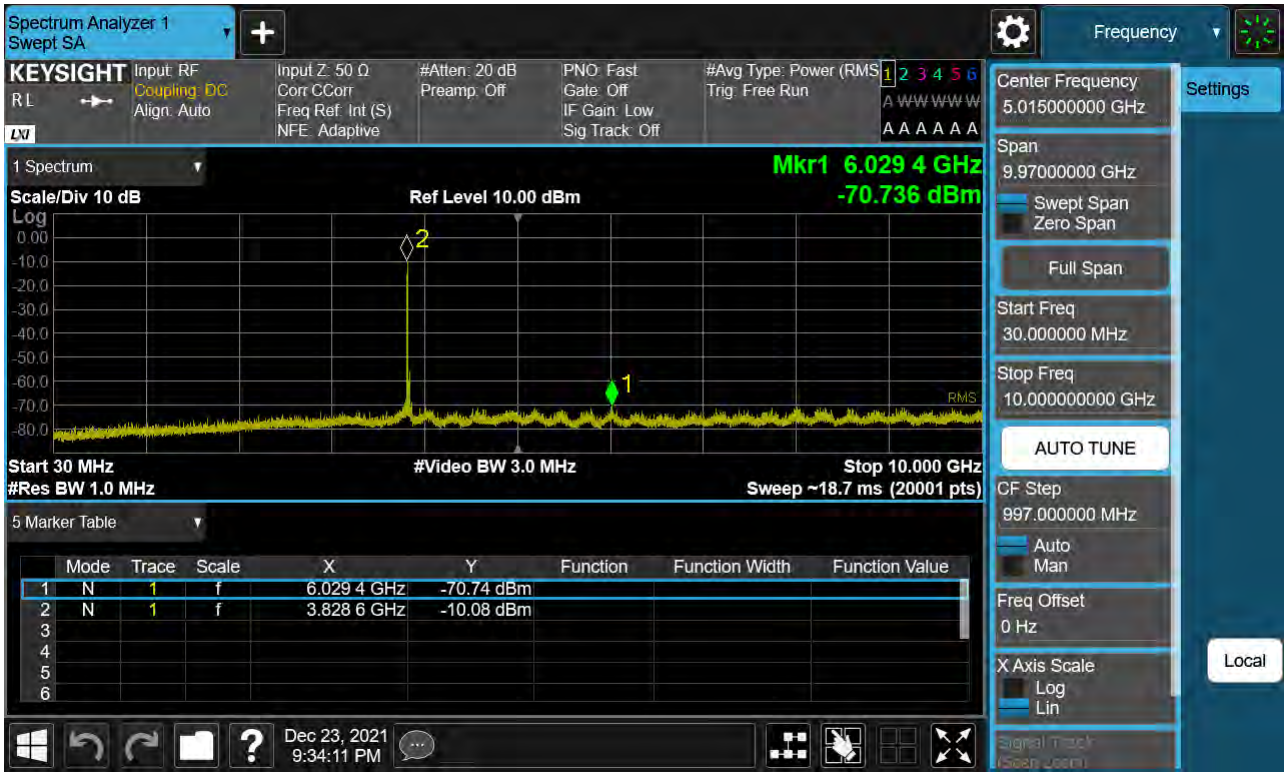 Spectrum Analyzer 1
Swept SA
Frequency
KEYSIGHT
RL
LXI
Input: RF
Coupling: DC
Align: Auto
Input Z: 50 Ω
Corr CCorr
Freq Ref: Int (S)
NFE: Adaptive
#Atten: 20 dB
Preamp: Off
PNO: Fast
Gate: Off
IF Gain: Low
Sig Track: Off
#Avg Type: Power (RMS
Trig: Free Run
1 2 3 4 5 6
A W W W W W
A A A A A A
1 Spectrum
Scale/Div 10 dB
Ref Level 10.00 dBm
Mkr1 6.029 4 GHz
-70.736 dBm
Log
0.00
-10.0
-20.0
-30.0
-40.0
-50.0
-60.0
-70.0
-80.0
2
1
RMS
Start 30 MHz
#Video BW 3.0 MHz
Stop 10.000 GHz
#Res BW 1.0 MHz
Sweep ~18.7 ms (20001 pts)
5 Marker Table
Mode Trace Scale X Y Function Function Width Function Value
1 N 1 f 6.029 4 GHz -70.74 dBm
2 N 1 f 3.828 6 GHz -10.08 dBm
3
4
5
6
Dec 23, 2021
9:34:11 PM
Center Frequency
5.015000000 GHz
Settings
Span
9.97000000 GHz
Swept Span
Zero Span
Full Span
Start Freq
30.000000 MHz
Stop Freq
10.000000000 GHz
AUTO TUNE
CF Step
997.000000 MHz
Auto
Man
Freq Offset
0 Hz
X Axis Scale
Log
Lin
Local
Signal Track
(Span Zoom)